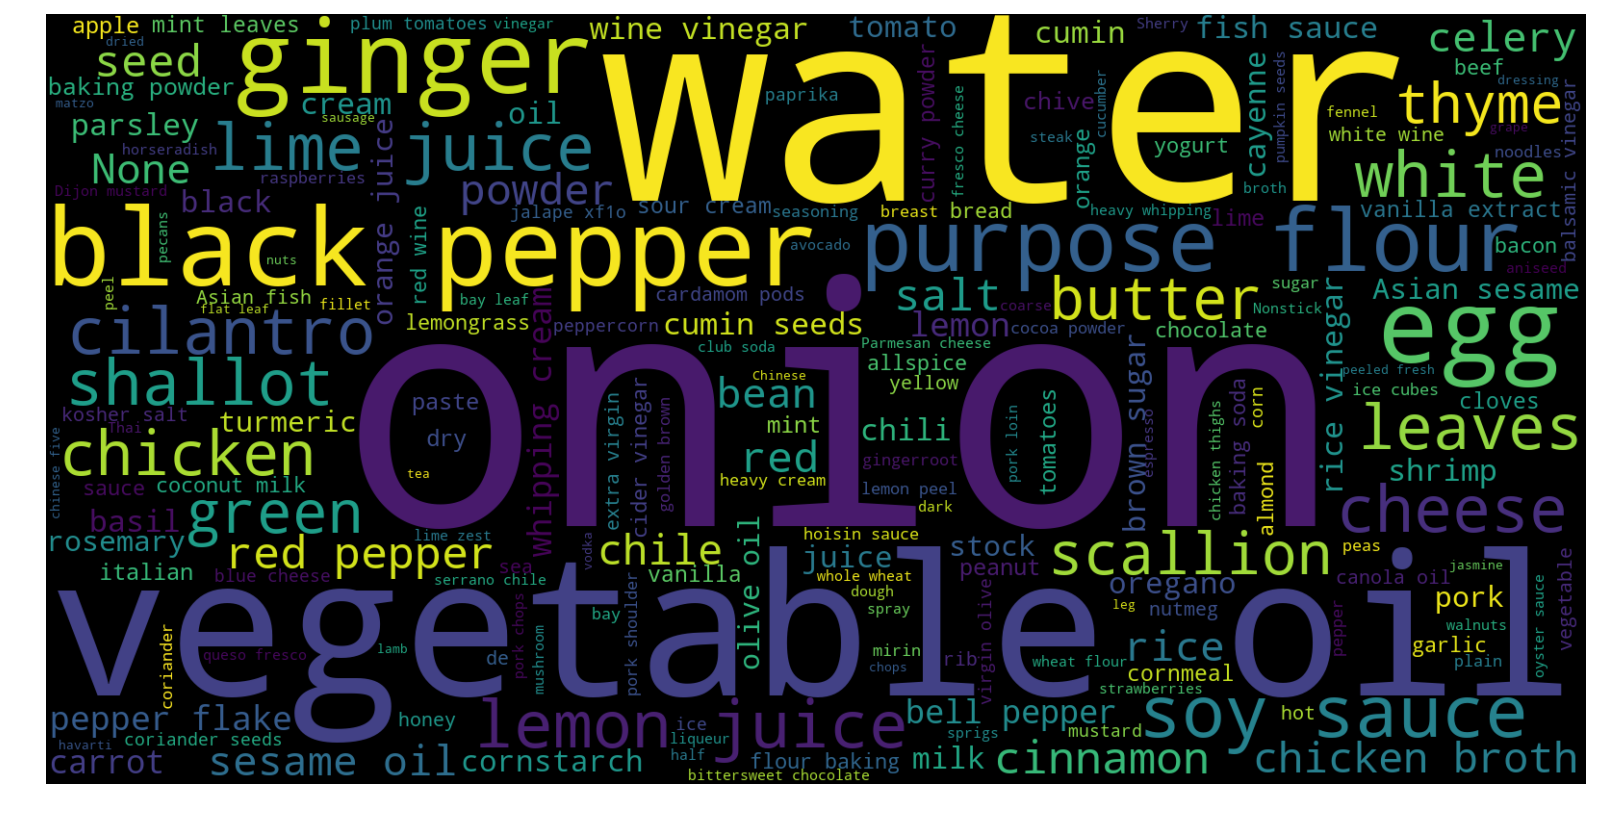 apple
mint leaves
plum tomatoes
vinegar
wine vinegar
tomato
Sherry
fish sauce
dried
ginger
water
cumin
celery
seed
beef
baking powder
dressing
matzo
cream
sausage
oil
paprika
chive
cucumber
cayenne
pumpkin seeds
fennel
thyme
parsley
lime juice
curry powder
fresco cheese
steak
orange
yogurt
white wine
grape
horseradish
orange juice
noodles
balsamic vinegar
None
raspberries
powder
broth
white
Dijon mustard
black
jalape xf1o
sour cream
seasoning
breast
bread
heavy whipping
lime
vanilla extract
black pepper
pecans
red wine
avocado
purpose flour
bacon
nuts
aniseed
peel
Asian fish
fillet
bay leaf
cardamom pods
salt
coarse
butter
sugar
Asian sesame
flat leaf
Nonstick
cilantro
lemongrass
whipping cream
peppercorn
cumin seeds
lemon
cocoa powder
chocolate
rice vinegar
egg
onion
club soda
Parmesan cheese
allspice
peeled fresh
shallot
Chinese
yellow
brown sugar
ice cubes
kosher salt
paste
bean
baking soda
corn
cloves
Thai
turmeric
extra virgin
cider vinegar
golden brown
mint
chili
pork loin
tomatoes
espresso
chicken thighs
leaves
chinese five
chicken
dry
red
gingerroot
almond
shrimp
tea
sauce
coconut milk
heavy cream
lemon peel
dark
cheese
basil
green
rosemary
lime zest
vodka
hoisin sauce
stock
scallion
peas
red pepper
chile
olive oil
juice
peanut
italian
blue cheese
sea
serrano chile
vanilla
whole wheat
oregano
canola oil
jasmine
vegetable
vegetable oil
pork chops
pork shoulder
bay
dough
spray
virgin olive
leg
nutmeg
pepper
pork
oyster sauce
coriander
walnuts
queso fresco
lamb
de
mushroom
mirin
rib
rice
garlic
chops
wheat flour
cornmeal
plain
strawberries
pepper flake
honey
lemon juice
ice
bell pepper
soy sauce
hot
havarti
coriander seeds
liqueur
sprigs
mustard
carrot
sesame oil
cornstarch
half
flour baking
milk
cinnamon
chicken broth
bittersweet chocolate